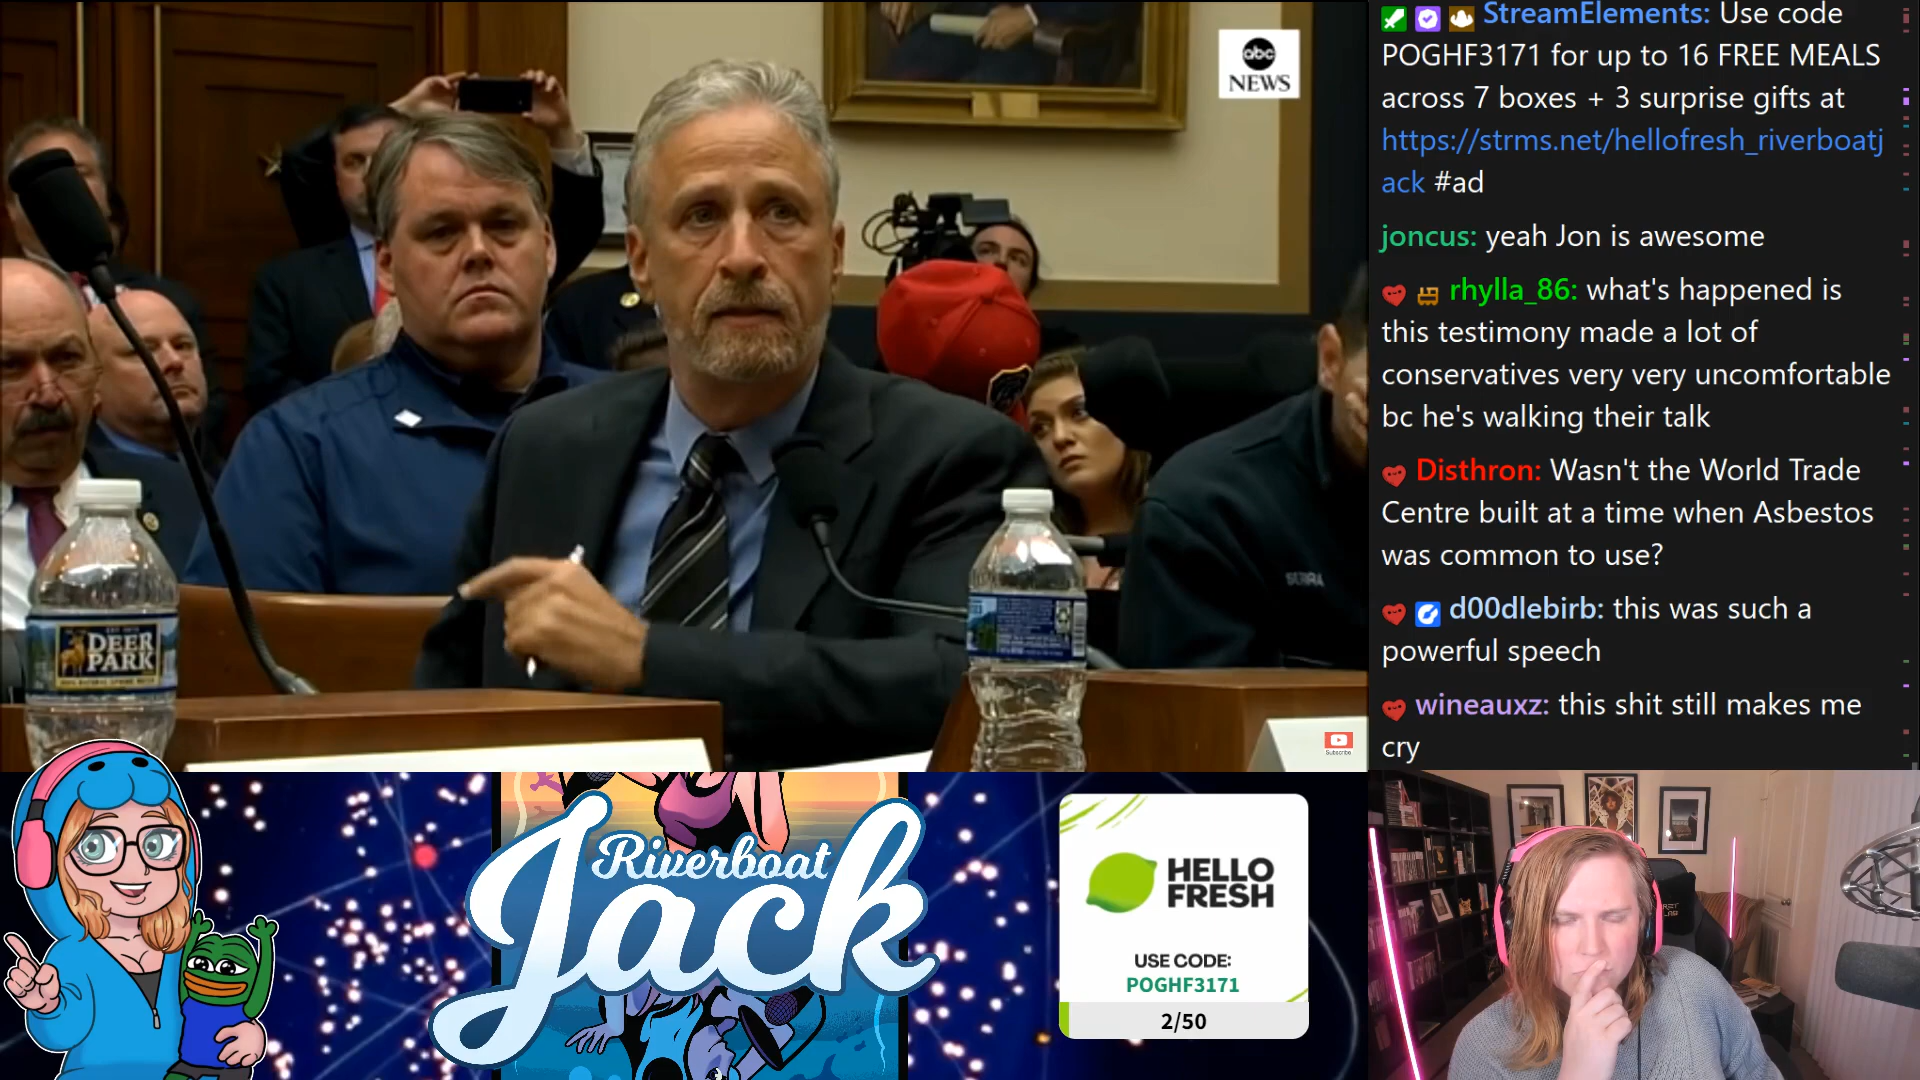 abc
NEWS
DEER
PARK
Subscribe
StreamElements: Use code
POGHF3171 for up to 16 FREE MEALS
across 7 boxes + 3 surprise gifts at
https://strms.net/hellofresh_riverboatj
ack #ad
joncus: yeah Jon is awesome
rhylla_86: what's happened is
this testimony made a lot of
conservatives very very uncomfortable
bc he's walking their talk
Disthron: Wasn't the World Trade
Centre built at a time when Asbestos
was common to use?
d00dlebirb: this was such a
powerful speech
wineauxz: this shit still makes me
cry
Riverboat
Jack
HELLO
FRESH
USE CODE:
POGHF3171
2/50